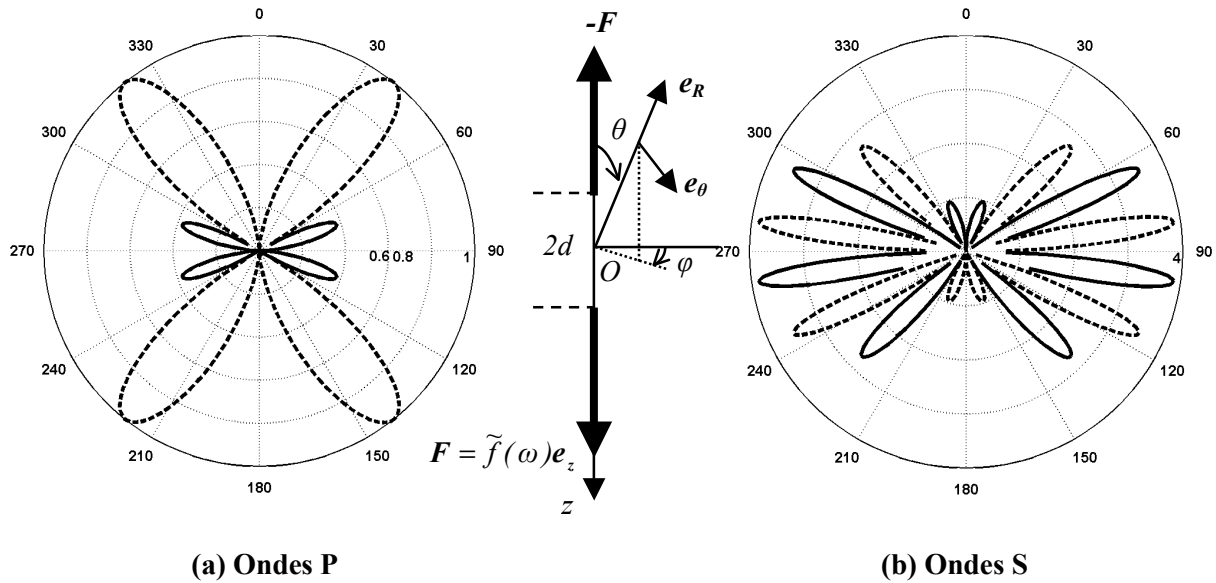 0
30
60
90
120
150
180
210
240
270
300
330
0.6 0.8 1
-F
e_R
θ
e_θ
2d
O
φ
F = f̃(ω)e_z
z
0
30
60
90
120
150
180
210
240
270
300
330
4
(a) Ondes P
(b) Ondes S